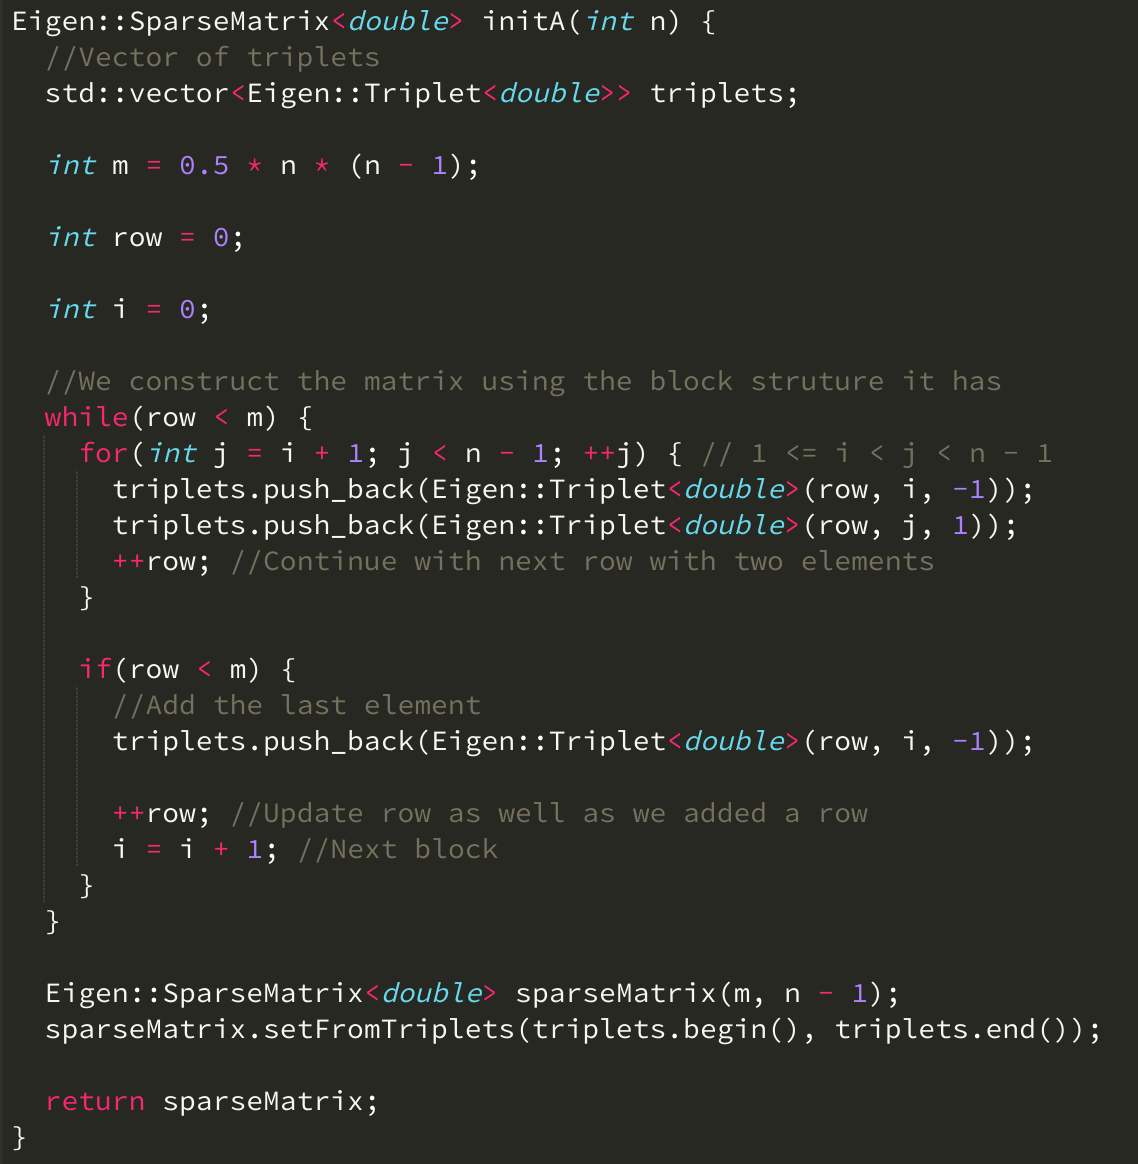 Eigen::SparseMatrix<double> initA(int n) {
  //Vector of triplets
  std::vector<Eigen::Triplet<double>> triplets;

  int m = 0.5 * n * (n - 1);

  int row = 0;

  int i = 0;

  //We construct the matrix using the block struture it has
  while(row < m) {
    for(int j = i + 1; j < n - 1; ++j) { // 1 <= i < j < n - 1
      triplets.push_back(Eigen::Triplet<double>(row, i, -1));
      triplets.push_back(Eigen::Triplet<double>(row, j, 1));
      ++row; //Continue with next row with two elements
    }

    if(row < m) {
      //Add the last element
      triplets.push_back(Eigen::Triplet<double>(row, i, -1));

      ++row; //Update row as well as we added a row
      i = i + 1; //Next block
    }
  }

  Eigen::SparseMatrix<double> sparseMatrix(m, n - 1);
  sparseMatrix.setFromTriplets(triplets.begin(), triplets.end());

  return sparseMatrix;
}